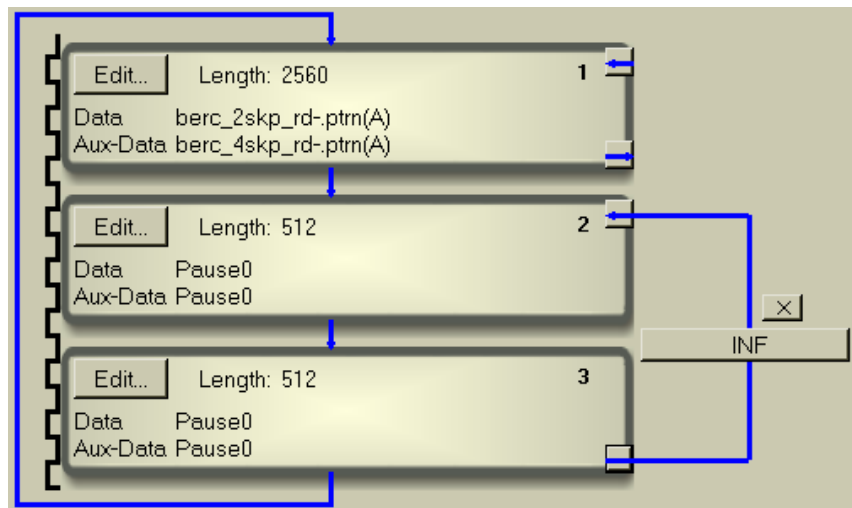 Edit... Length: 2560 1
Data berc_2skp_rd-.ptrn(A)
Aux-Data berc_4skp_rd-.ptrn(A)
Edit... Length: 512 2
Data Pause0
Aux-Data Pause0
X
INF
Edit... Length: 512 3
Data Pause0
Aux-Data Pause0